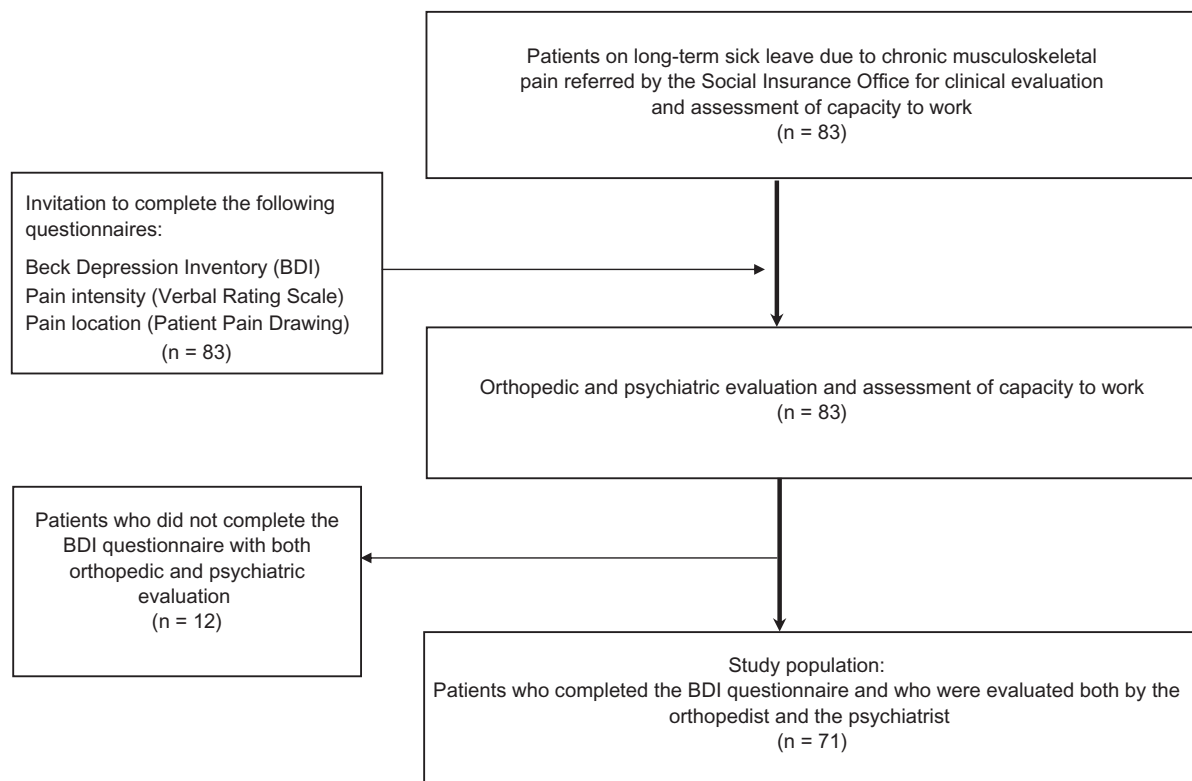 Patients on long-term sick leave due to chronic musculoskeletal
pain referred by the Social Insurance Office for clinical evaluation
and assessment of capacity to work
(n = 83)
Invitation to complete the following
questionnaires:
Beck Depression Inventory (BDI)
Pain intensity (Verbal Rating Scale)
Pain location (Patient Pain Drawing)
(n = 83)
Orthopedic and psychiatric evaluation and assessment of capacity to work
(n = 83)
Patients who did not complete the
BDI questionnaire with both
orthopedic and psychiatric
evaluation
(n = 12)
Study population:
Patients who completed the BDI questionnaire and who were evaluated both by the
orthopedist and the psychiatrist
(n = 71)